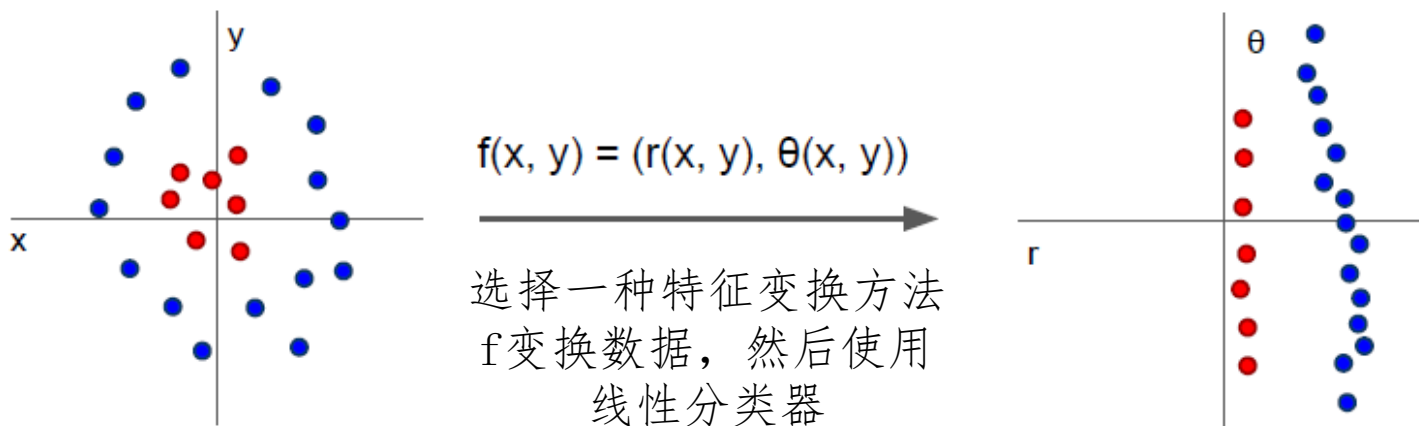 y
x
f(x, y) = (r(x, y), θ(x, y))
选择一种特征变换方法
f变换数据，然后使用
线性分类器
θ
r